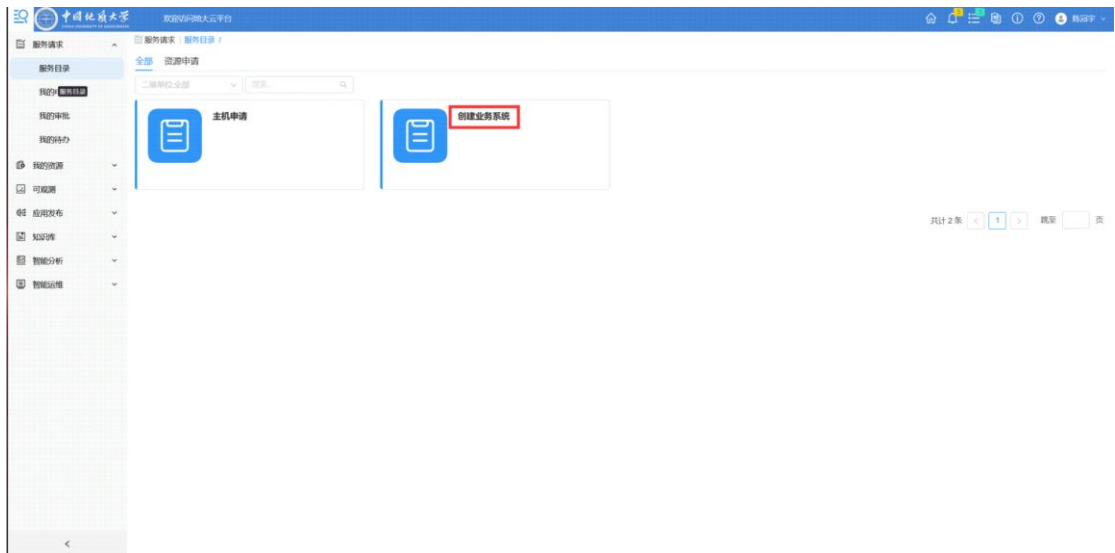 中国地质大学
欢迎访问地大云平台
陈冠宇
服务请求
服务目录
我的
服务目录
我的审批
我的待办
我的资源
可观测
应用发布
知识库
智能分析
智能运维
服务请求 | 服务目录 /
全部 资源申请
二级单位:全部
搜索..
主机申请
创建业务系统
共计 2 条 < 1 > 跳至 页